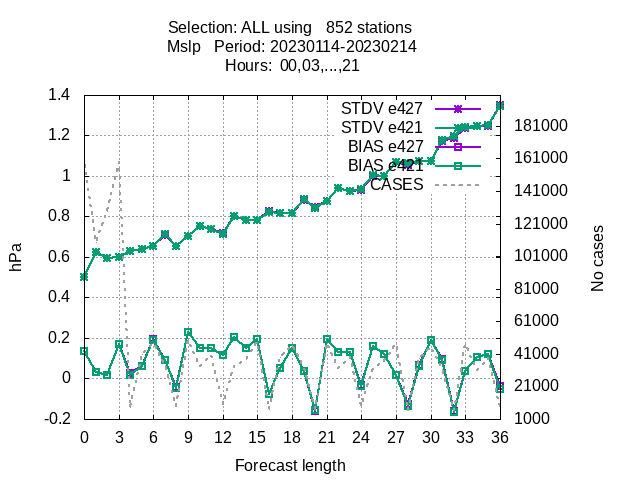 Selection: ALL using   852 stations
Mslp   Period: 20230114-20230214
Hours:  00,03,...,21
STDV e427
STDV e421
BIAS e427
BIAS e421
CASES
hPa
1.4
1.2
1
0.8
0.6
0.4
0.2
0
-0.2
181000
161000
141000
121000
101000
81000
61000
41000
21000
1000
No cases
0 3 6 9 12 15 18 21 24 27 30 33 36
Forecast length